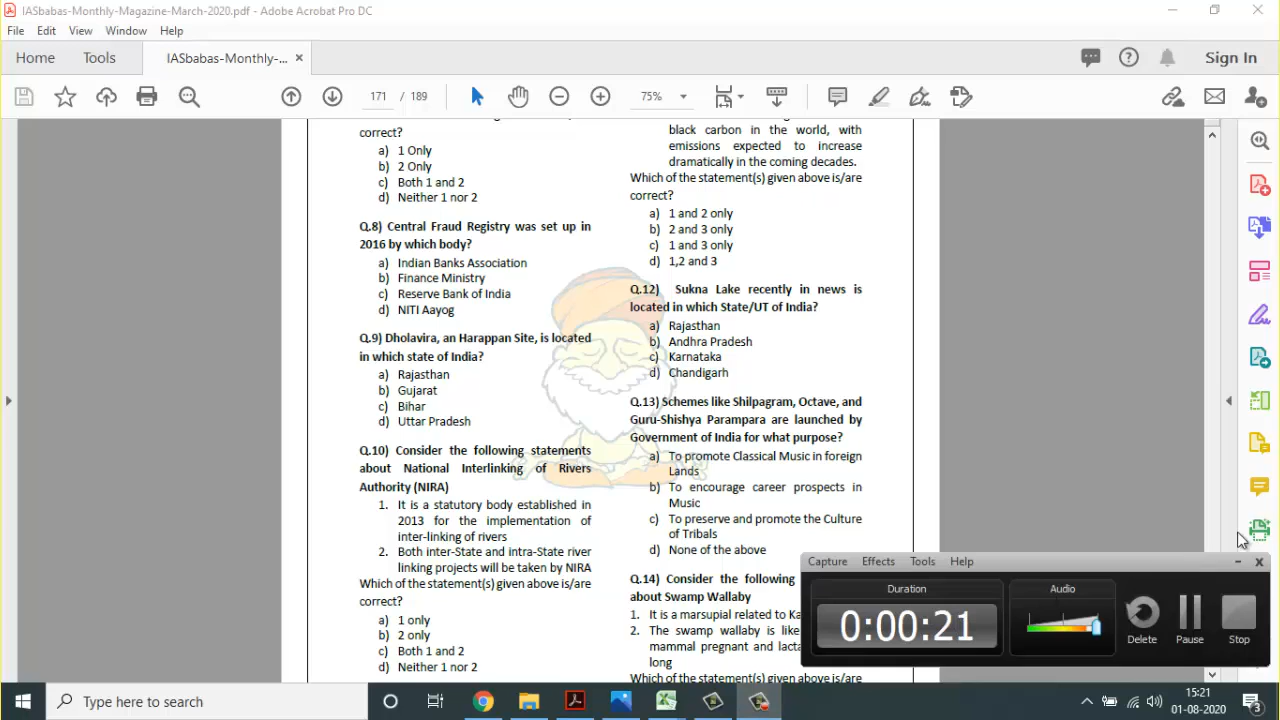 IASbabas-Monthly-Magazine-March-2020.pdf - Adobe Acrobat Pro DC
File Edit View Window Help
Home Tools IASbabas-Monthly-... × Sign In
171 / 189 75%
correct?
a) 1 Only
b) 2 Only
c) Both 1 and 2
d) Neither 1 nor 2
Q.8) Central Fraud Registry was set up in
2016 by which body?
a) Indian Banks Association
b) Finance Ministry
c) Reserve Bank of India
d) NITI Aayog
Q.9) Dholavira, an Harappan Site, is located
in which state of India?
a) Rajasthan
b) Gujarat
c) Bihar
d) Uttar Pradesh
Q.10) Consider the following statements
about National Interlinking of Rivers
Authority (NIRA)
1. It is a statutory body established in
2013 for the implementation of
inter-linking of rivers
2. Both inter-State and intra-State river
linking projects will be taken by NIRA
Which of the statement(s) given above is/are
correct?
a) 1 only
b) 2 only
c) Both 1 and 2
d) Neither 1 nor 2
black carbon in the world, with
emissions expected to increase
dramatically in the coming decades.
Which of the statement(s) given above is/are
correct?
a) 1 and 2 only
b) 2 and 3 only
c) 1 and 3 only
d) 1,2 and 3
Q.12) Sukna Lake recently in news is
located in which State/UT of India?
a) Rajasthan
b) Andhra Pradesh
c) Karnataka
d) Chandigarh
Q.13) Schemes like Shilpagram, Octave, and
Guru-Shishya Parampara are launched by
Government of India for what purpose?
a) To promote Classical Music in foreign
Lands
b) To encourage career prospects in
Music
c) To preserve and promote the Culture
of Tribals
d) None of the above
Q.14) Consider the following
about Swamp Wallaby
1. It is a marsupial related to Ka
2. The swamp wallaby is like
mammal pregnant and lacta
long
Which of the statement(s) given above is/are
Capture Effects Tools Help
Duration
0:00:21
Audio
Delete
Pause
Stop
Type here to search
15:21
01-08-2020
3